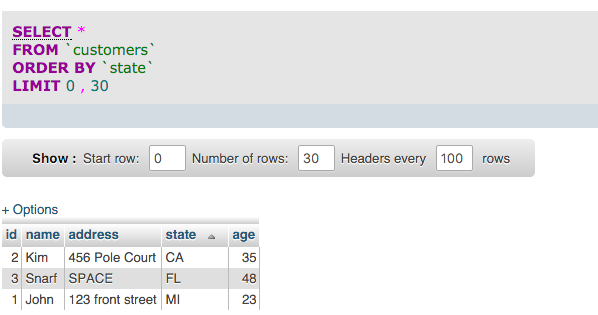 SELECT *
FROM `customers`
ORDER BY `state`
LIMIT 0 , 30
Show : Start row: 0 Number of rows: 30 Headers every 100 rows
+ Options
id name address state age
2 Kim 456 Pole Court CA 35
3 Snarf SPACE FL 48
1 John 123 front street MI 23